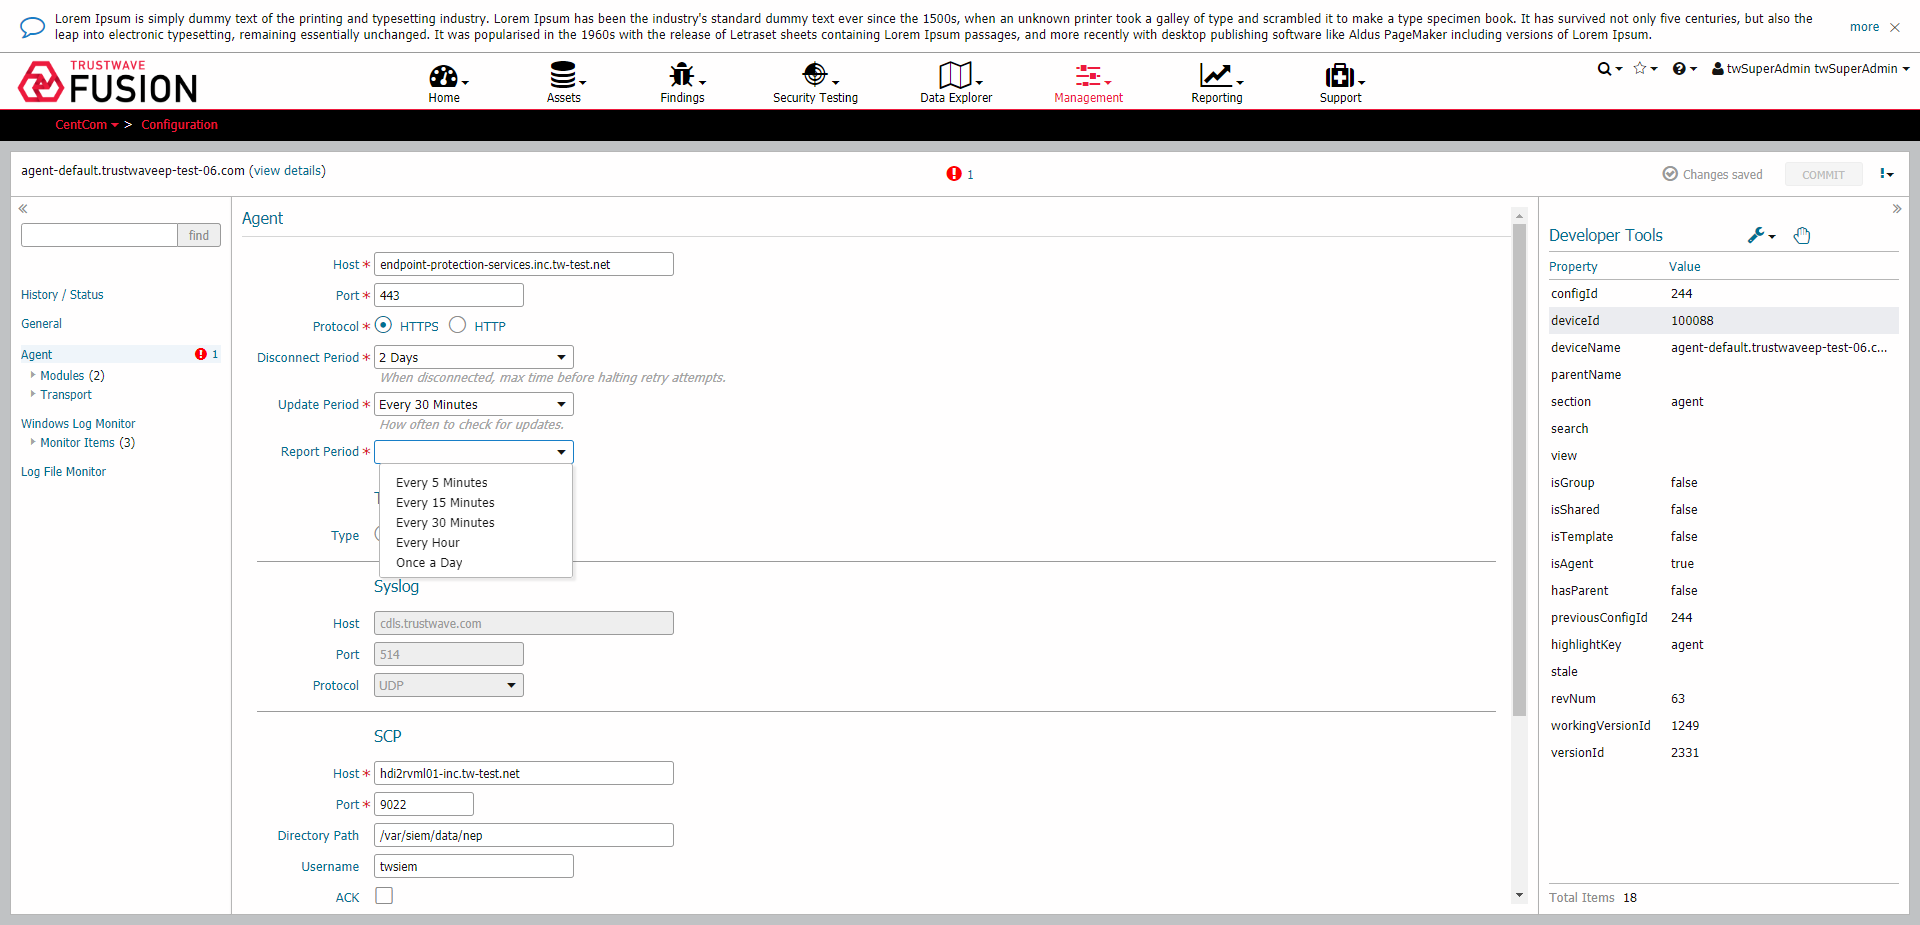 Lorem Ipsum is simply dummy text of the printing and typesetting industry. Lorem Ipsum has been the industry's standard dummy text ever since the 1500s, when an unknown printer took a galley of type and scrambled it to make a type specimen book. It has survived not only five centuries, but also the
leap into electronic typesetting, remaining essentially unchanged. It was popularised in the 1960s with the release of Letraset sheets containing Lorem Ipsum passages, and more recently with desktop publishing software like Aldus PageMaker including versions of Lorem Ipsum.
more
TRUSTWAVE
FUSION
Home
Assets
Findings
Security Testing
Data Explorer
Management
Reporting
Support
twSuperAdmin twSuperAdmin
CentCom > Configuration
agent-default.trustwaveep-test-06.com (view details)
1
Changes saved
COMMIT
find
History / Status
General
Agent 1
Modules (2)
Transport
Windows Log Monitor
Monitor Items (3)
Log File Monitor
Agent
Host * endpoint-protection-services.inc.tw-test.net
Port * 443
Protocol * HTTPS HTTP
Disconnect Period * 2 Days
When disconnected, max time before halting retry attempts.
Update Period * Every 30 Minutes
How often to check for updates.
Report Period *
Every 5 Minutes
Every 15 Minutes
Every 30 Minutes
Every Hour
Once a Day
Type
Syslog
Host cdls.trustwave.com
Port 514
Protocol UDP
SCP
Host * hdi2rvml01-inc.tw-test.net
Port * 9022
Directory Path /var/siem/data/nep
Username twsiem
ACK
Developer Tools
Property Value
configId 244
deviceId 100088
deviceName agent-default.trustwaveep-test-06.c...
parentName
section agent
search
view
isGroup false
isShared false
isTemplate false
isAgent true
hasParent false
previousConfigId 244
highlightKey agent
stale
revNum 63
workingVersionId 1249
versionId 2331
Total Items 18